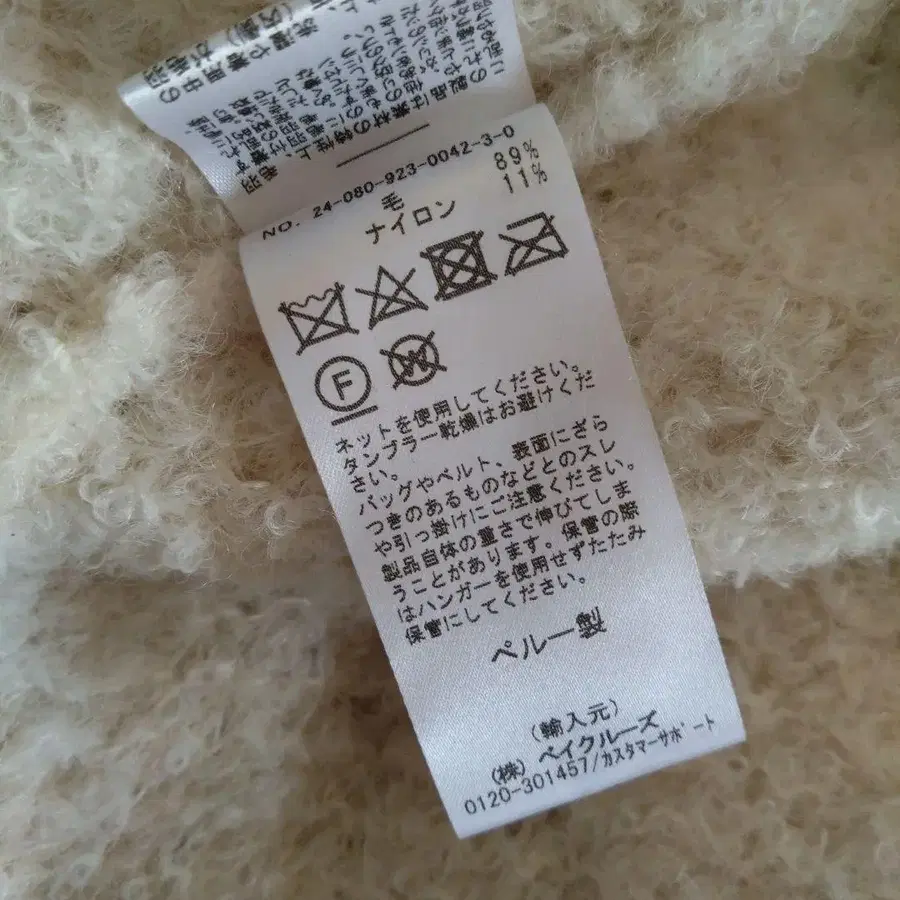 NO. 24-080-923-0042-3-0
毛 89%
ナイロン 11%
F
W
ネットを使用してください。
タンブラー乾燥はお避けくだ
さい。
バッグやベルト、表面にざら
つきのあるものなどとのスレ
や引っ掛けにご注意ください。
製品自体の重さで伸びてしま
うことがあります。保管の際
はハンガーを使用せずたたみ
保管にしてください。
ペルー製
(輸入元)
(株) ベイクルーズ
0120-301457/カスタマーサポート